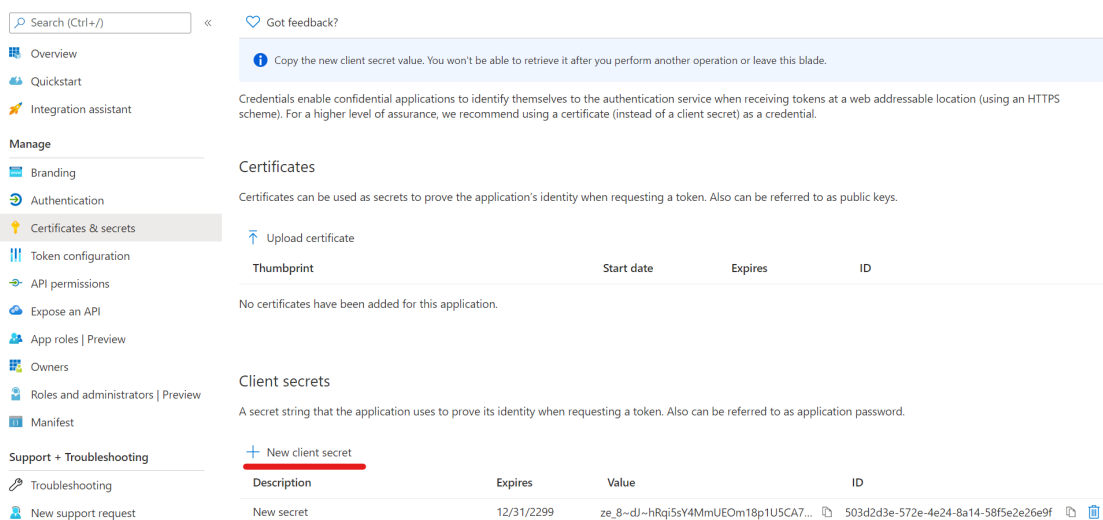 Search (Ctrl+/)
«
Overview
Quickstart
Integration assistant
Manage
Branding
Authentication
Certificates & secrets
Token configuration
API permissions
Expose an API
App roles | Preview
Owners
Roles and administrators | Preview
Manifest
Support + Troubleshooting
Troubleshooting
New support request
Got feedback?
Copy the new client secret value. You won't be able to retrieve it after you perform another operation or leave this blade.
Credentials enable confidential applications to identify themselves to the authentication service when receiving tokens at a web addressable location (using an HTTPS
scheme). For a higher level of assurance, we recommend using a certificate (instead of a client secret) as a credential.
Certificates
Certificates can be used as secrets to prove the application's identity when requesting a token. Also can be referred to as public keys.
Upload certificate
Thumbprint Start date Expires ID
No certificates have been added for this application.
Client secrets
A secret string that the application uses to prove its identity when requesting a token. Also can be referred to as application password.
New client secret
Description Expires Value ID
New secret 12/31/2299 ze_8~dJ~hRqi5sY4MmUEOm18p1U5CA7... 503d2d3e-572e-4e24-8a14-58f5e2e26e9f